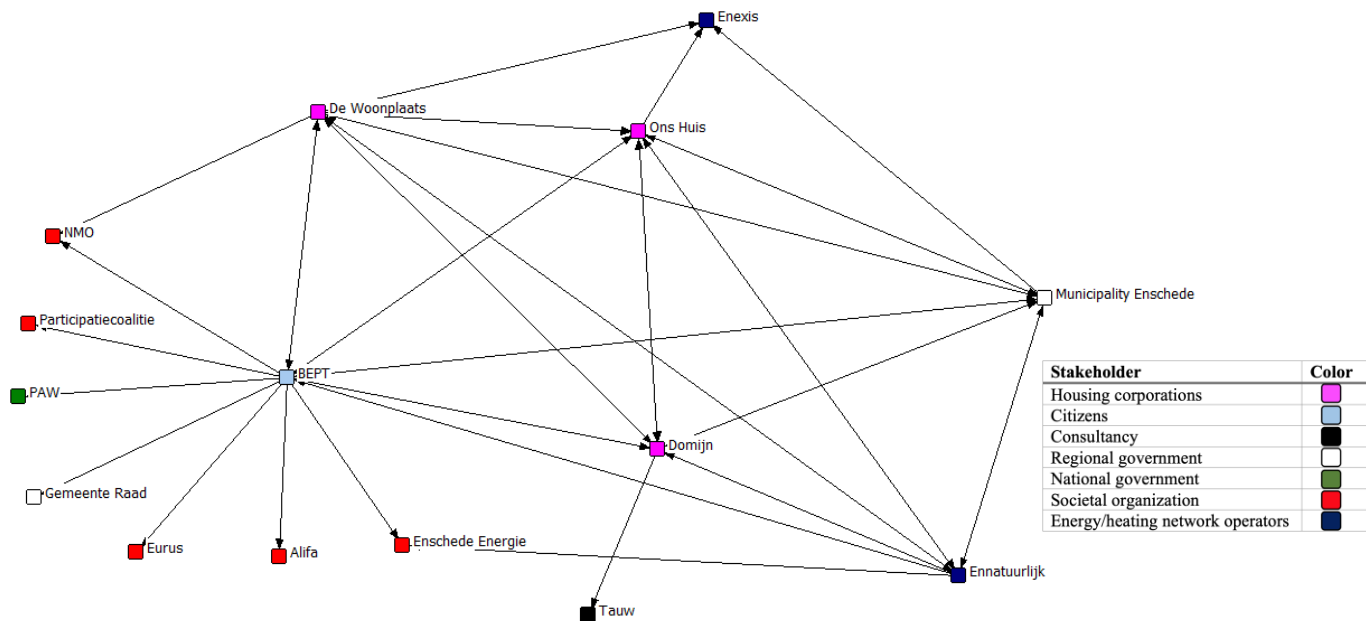 Enexis
De Woonplaats
Ons Huis
NMO
Municipality Enschede
Participatiecoalitie
BEPT
PAW
Domijn
Gemeente Raad
Enschede Energie
Eurus
Alifa
Ennatuurlijk
Tauw
Stakeholder Color
Housing corporations
Citizens
Consultancy
Regional government
National government
Societal organization
Energy/heating network operators